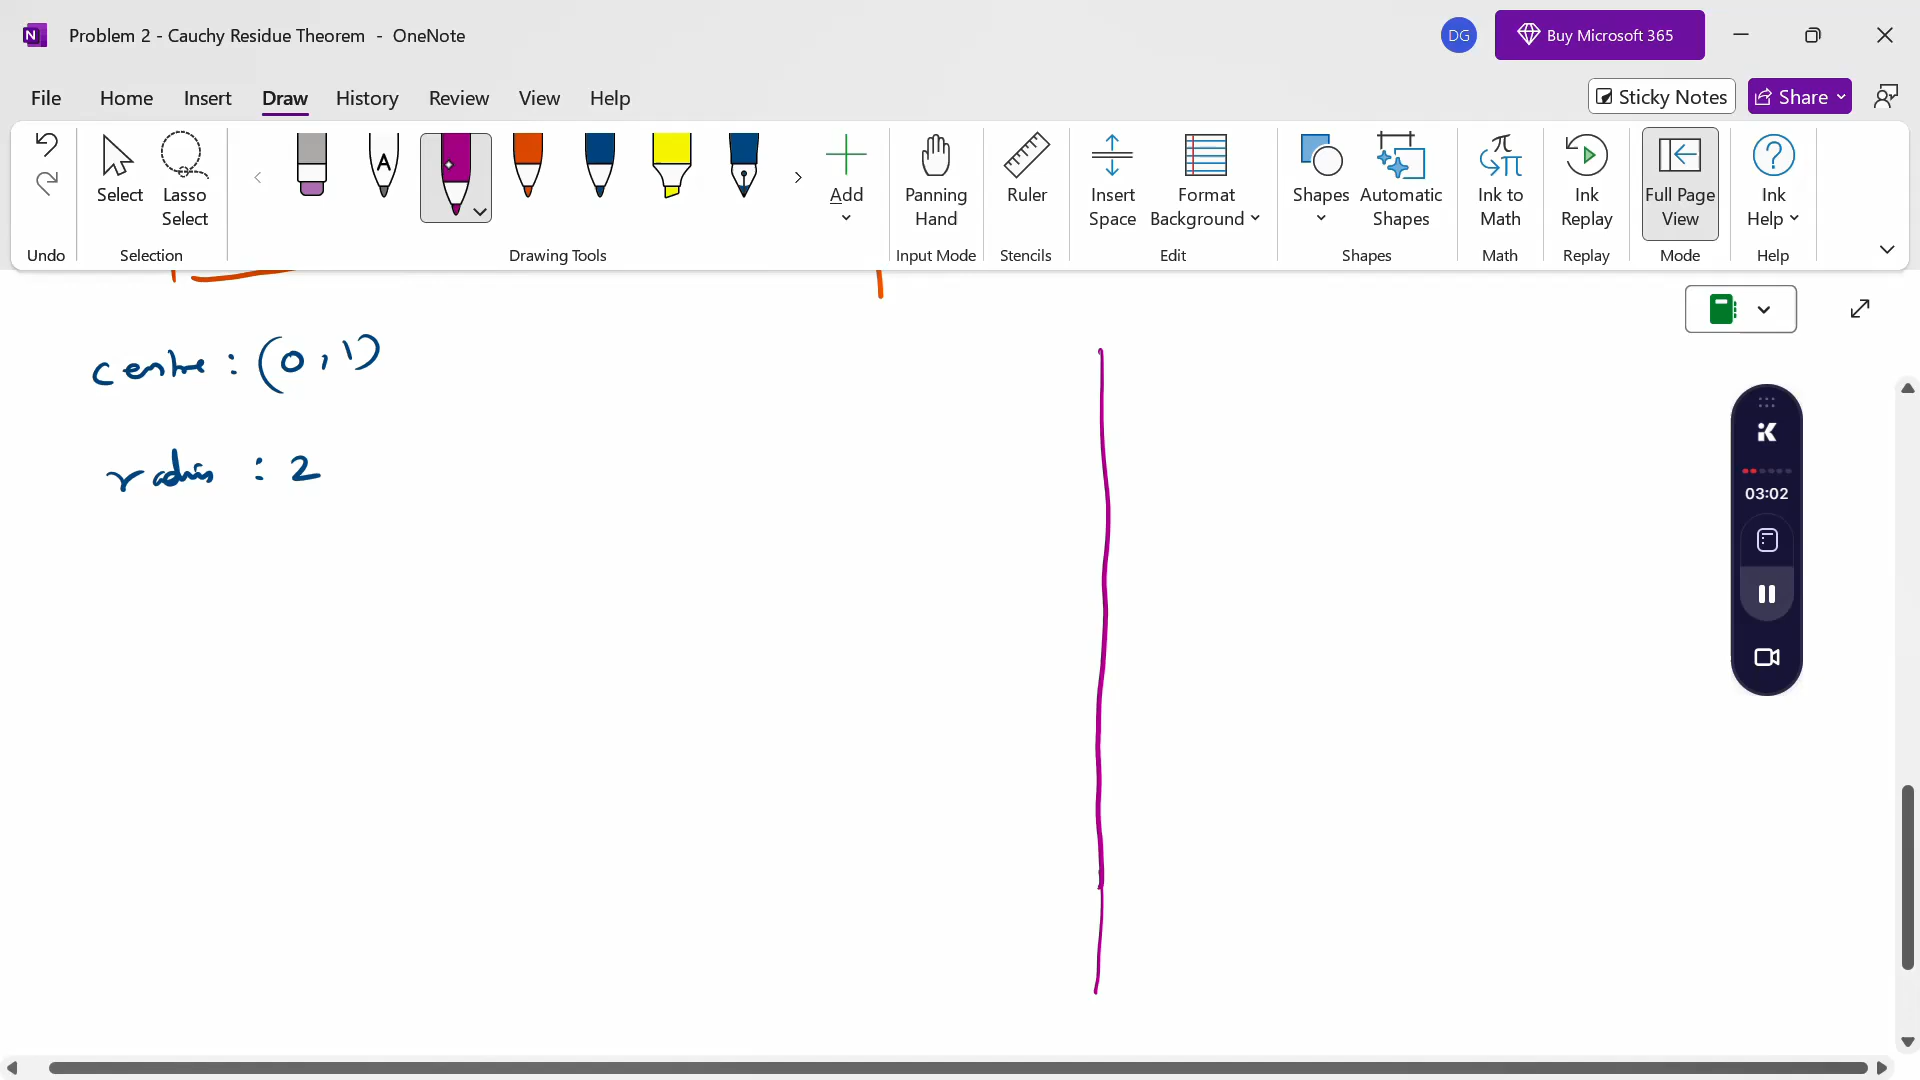 Problem 2 - Cauchy Residue Theorem - OneNote
DG
Buy Microsoft 365
File Home Insert Draw History Review View Help
Sticky Notes
Share
A
Select
Lasso Select
Add
Panning Hand
Ruler
Insert Space
Format Background
Shapes
Automatic Shapes
Ink to Math
Ink Replay
Full Page View
Ink Help
Undo
Selection
Drawing Tools
Input Mode
Stencils
Edit
Shapes
Math
Replay
Mode
Help
centre : (0, 1)
radius : 2
03:02